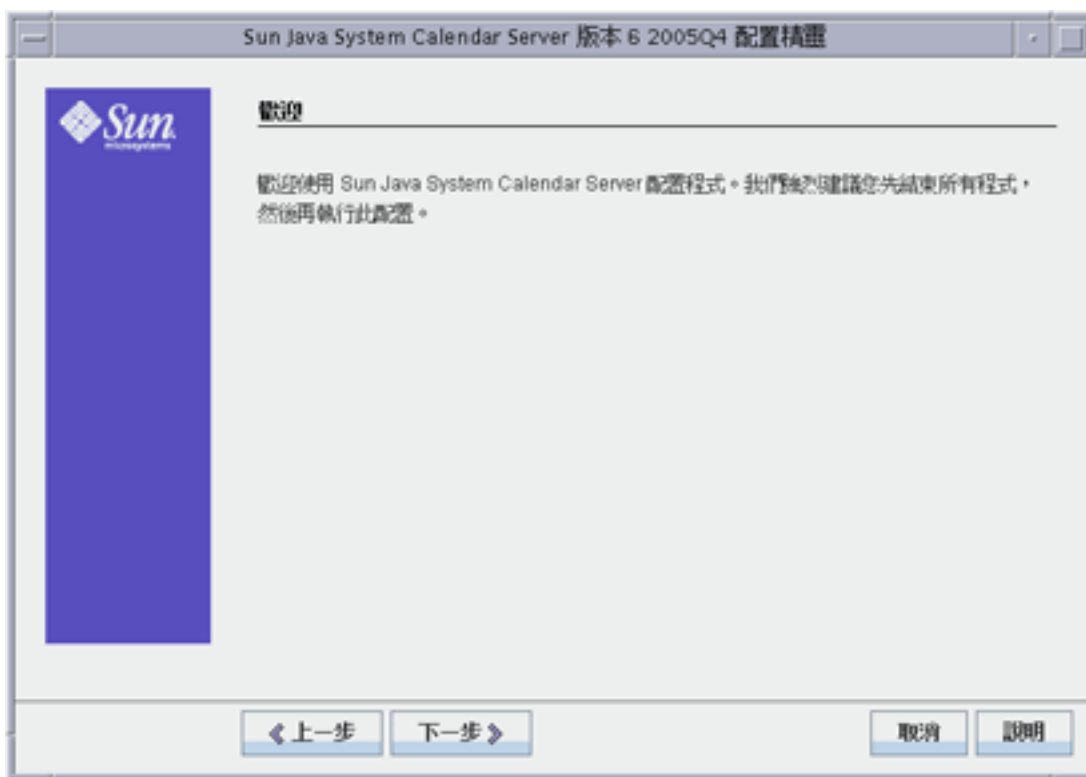 Sun Java System Calendar Server 版本 6 2005Q4 配置精靈
Sun
microsystems
歡迎
歡迎使用 Sun Java System Calendar Server 配置程式。我們強烈建議您先結束所有程式，
然後再執行此配置。
上一步
下一步
取消
說明